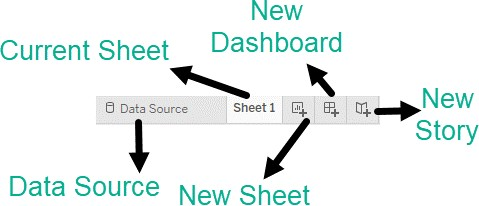 New
Dashboard
Current Sheet
Data Source
Sheet 1
New
Story
Data Source
New Sheet